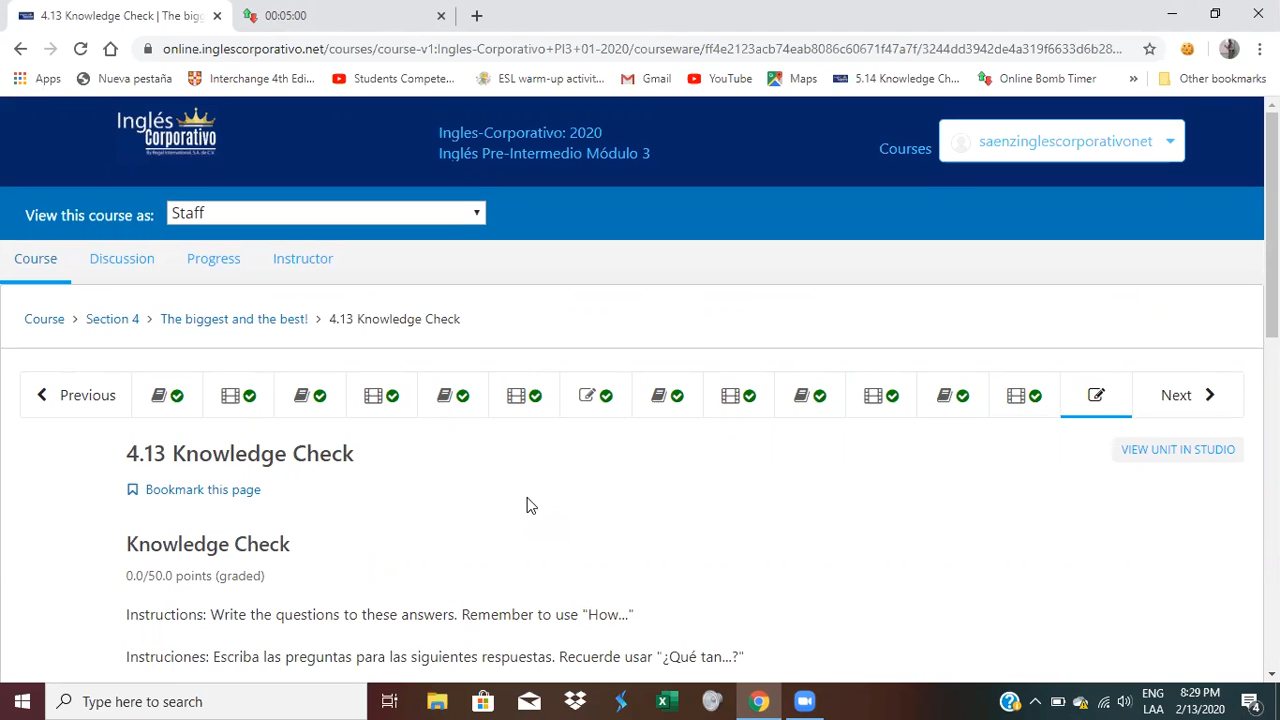 4.13 Knowledge Check | The bigg
00:05:00
online.inglescorporativo.net/courses/course-v1:Ingles-Corporativo+PI3+01-2020/courseware/ff4e2123acb74eab8086c60671f47a7f/3244dd3942de4a319f6633d6b28...
Apps
Nueva pestaña
Interchange 4th Edi...
Students Compete...
ESL warm-up activit...
Gmail
YouTube
Maps
5.14 Knowledge Ch...
Online Bomb Timer
»
Other bookmarks
Inglés
Corporativo
By Regal International, S.A. de C.V.
Ingles-Corporativo: 2020
Inglés Pre-Intermedio Módulo 3
Courses
saenzinglescorporativonet
View this course as:
Staff
Course
Discussion
Progress
Instructor
Course > Section 4 > The biggest and the best! > 4.13 Knowledge Check
Previous
Next
4.13 Knowledge Check
VIEW UNIT IN STUDIO
Bookmark this page
Knowledge Check
0.0/50.0 points (graded)
Instructions: Write the questions to these answers. Remember to use "How..."
Instruciones: Escriba las preguntas para las siguientes respuestas. Recuerde usar "¿Qué tan...?"
Type here to search
ENG
LAA
8:29 PM
2/13/2020
4